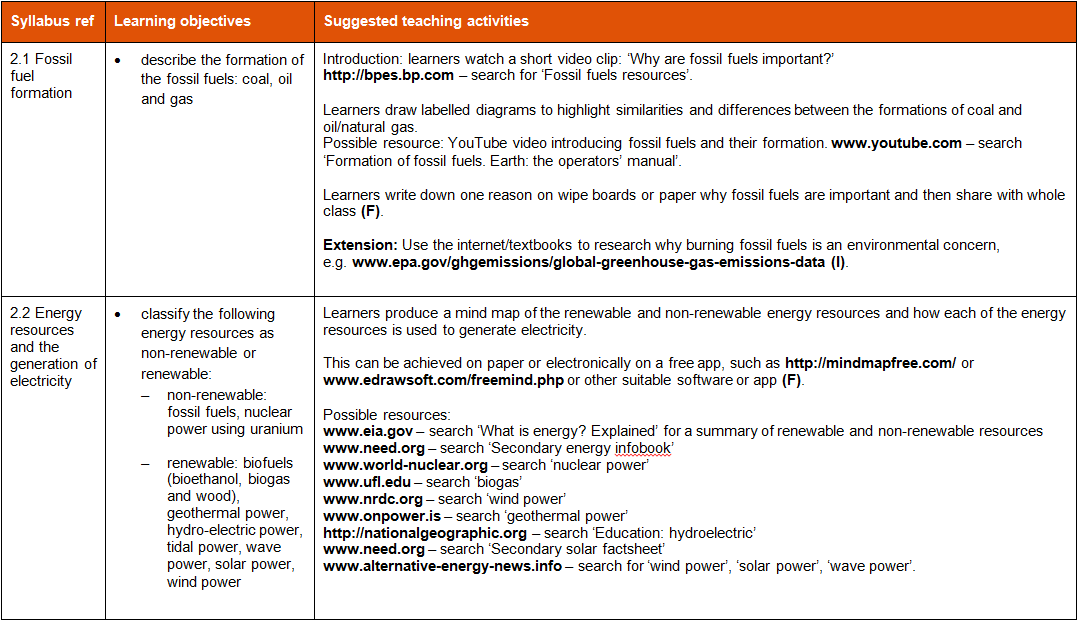 Syllabus ref
Learning objectives
Suggested teaching activities
2.1 Fossil
fuel
formation
• describe the formation of
the fossil fuels: coal, oil
and gas
Introduction: learners watch a short video clip: ‘Why are fossil fuels important?’
http://bpes.bp.com – search for ‘Fossil fuels resources’.
Learners draw labelled diagrams to highlight similarities and differences between the formations of coal and
oil/natural gas.
Possible resource: YouTube video introducing fossil fuels and their formation. www.youtube.com – search
‘Formation of fossil fuels. Earth: the operators’ manual’.
Learners write down one reason on wipe boards or paper why fossil fuels are important and then share with whole
class (F).
Extension: Use the internet/textbooks to research why burning fossil fuels is an environmental concern,
e.g. www.epa.gov/ghgemissions/global-greenhouse-gas-emissions-data (I).
2.2 Energy
resources
and the
generation of
electricity
• classify the following
energy resources as
non-renewable or
renewable:
– non-renewable:
fossil fuels, nuclear
power using uranium
– renewable: biofuels
(bioethanol, biogas
and wood),
geothermal power,
hydro-electric power,
tidal power, wave
power, solar power,
wind power
Learners produce a mind map of the renewable and non-renewable energy resources and how each of the energy
resources is used to generate electricity.
This can be achieved on paper or electronically on a free app, such as http://mindmapfree.com/ or
www.edrawsoft.com/freemind.php or other suitable software or app (F).
Possible resources:
www.eia.gov – search ‘What is energy? Explained’ for a summary of renewable and non-renewable resources
www.need.org – search ‘Secondary energy infobook’
www.world-nuclear.org – search ‘nuclear power’
www.ufl.edu – search ‘biogas’
www.nrdc.org – search ‘wind power’
www.onpower.is – search ‘geothermal power’
http://nationalgeographic.org – search ‘Education: hydroelectric’
www.need.org – search ‘Secondary solar factsheet’
www.alternative-energy-news.info – search for ‘wind power’, ‘solar power’, ‘wave power’.